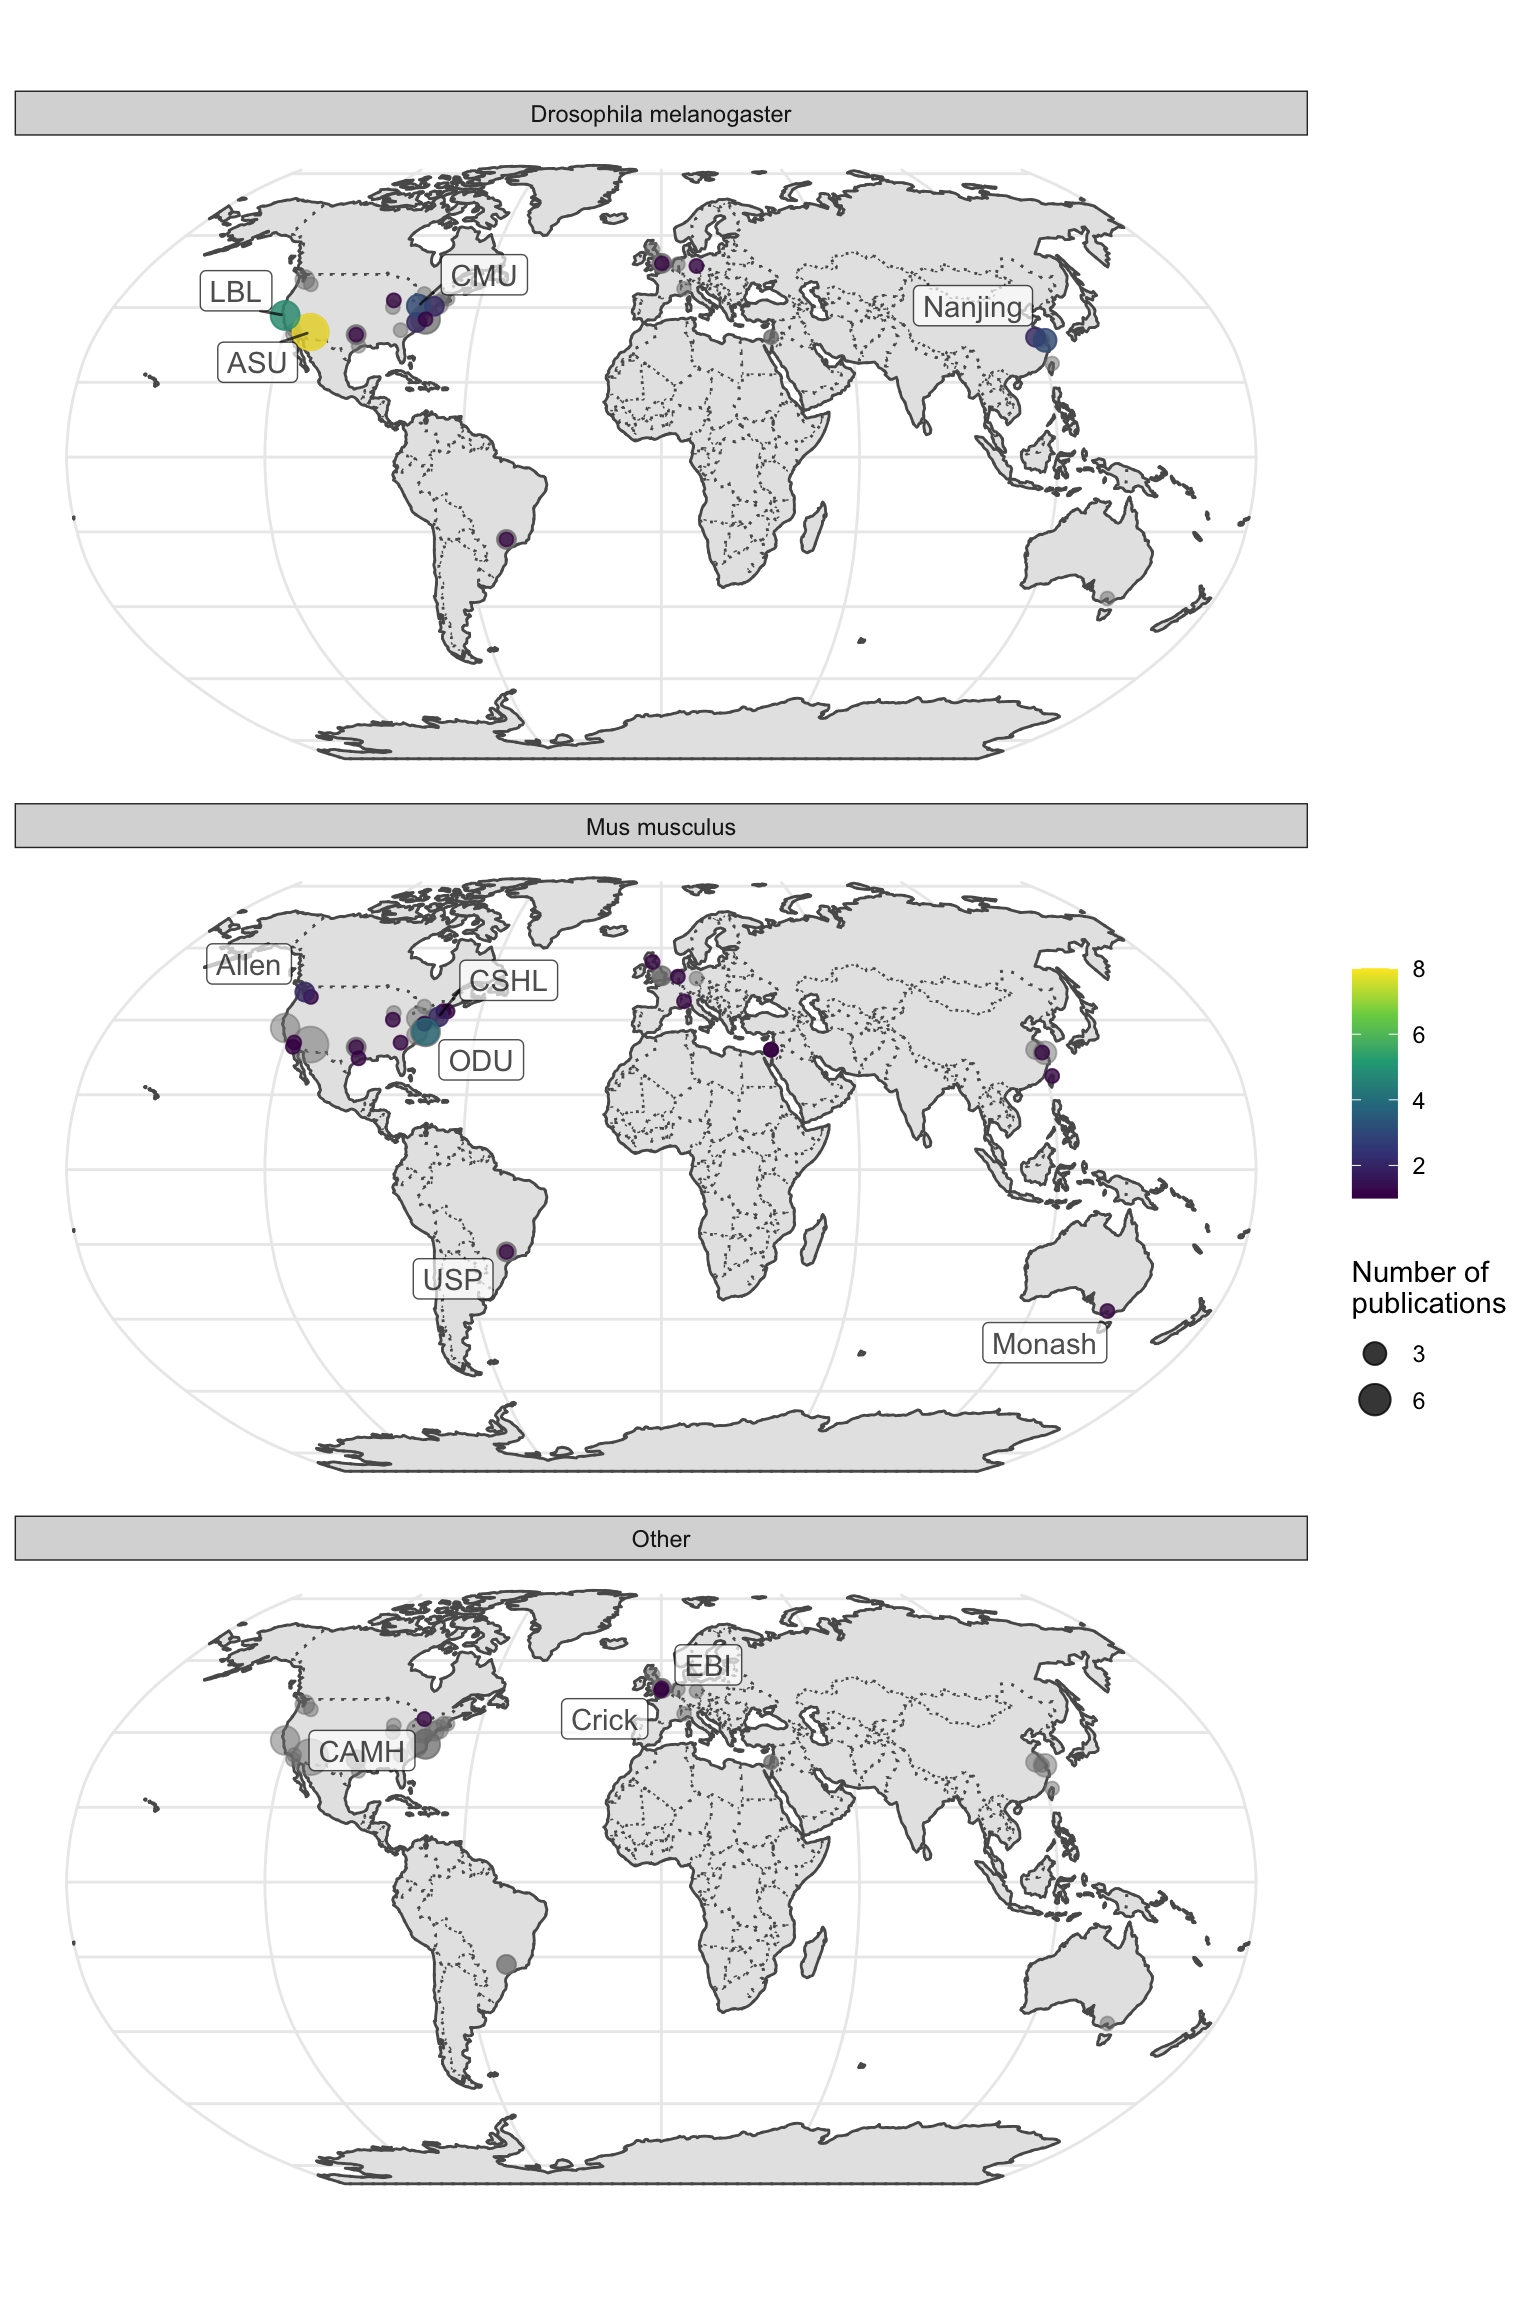 Drosophila melanogaster
LBL
CMU
ASU
Nanjing
Mus musculus
Allen
CSHL
ODU
USP
Monash
8
6
4
2
Number of
publications
3
6
Other
EBI
Crick
CAMH